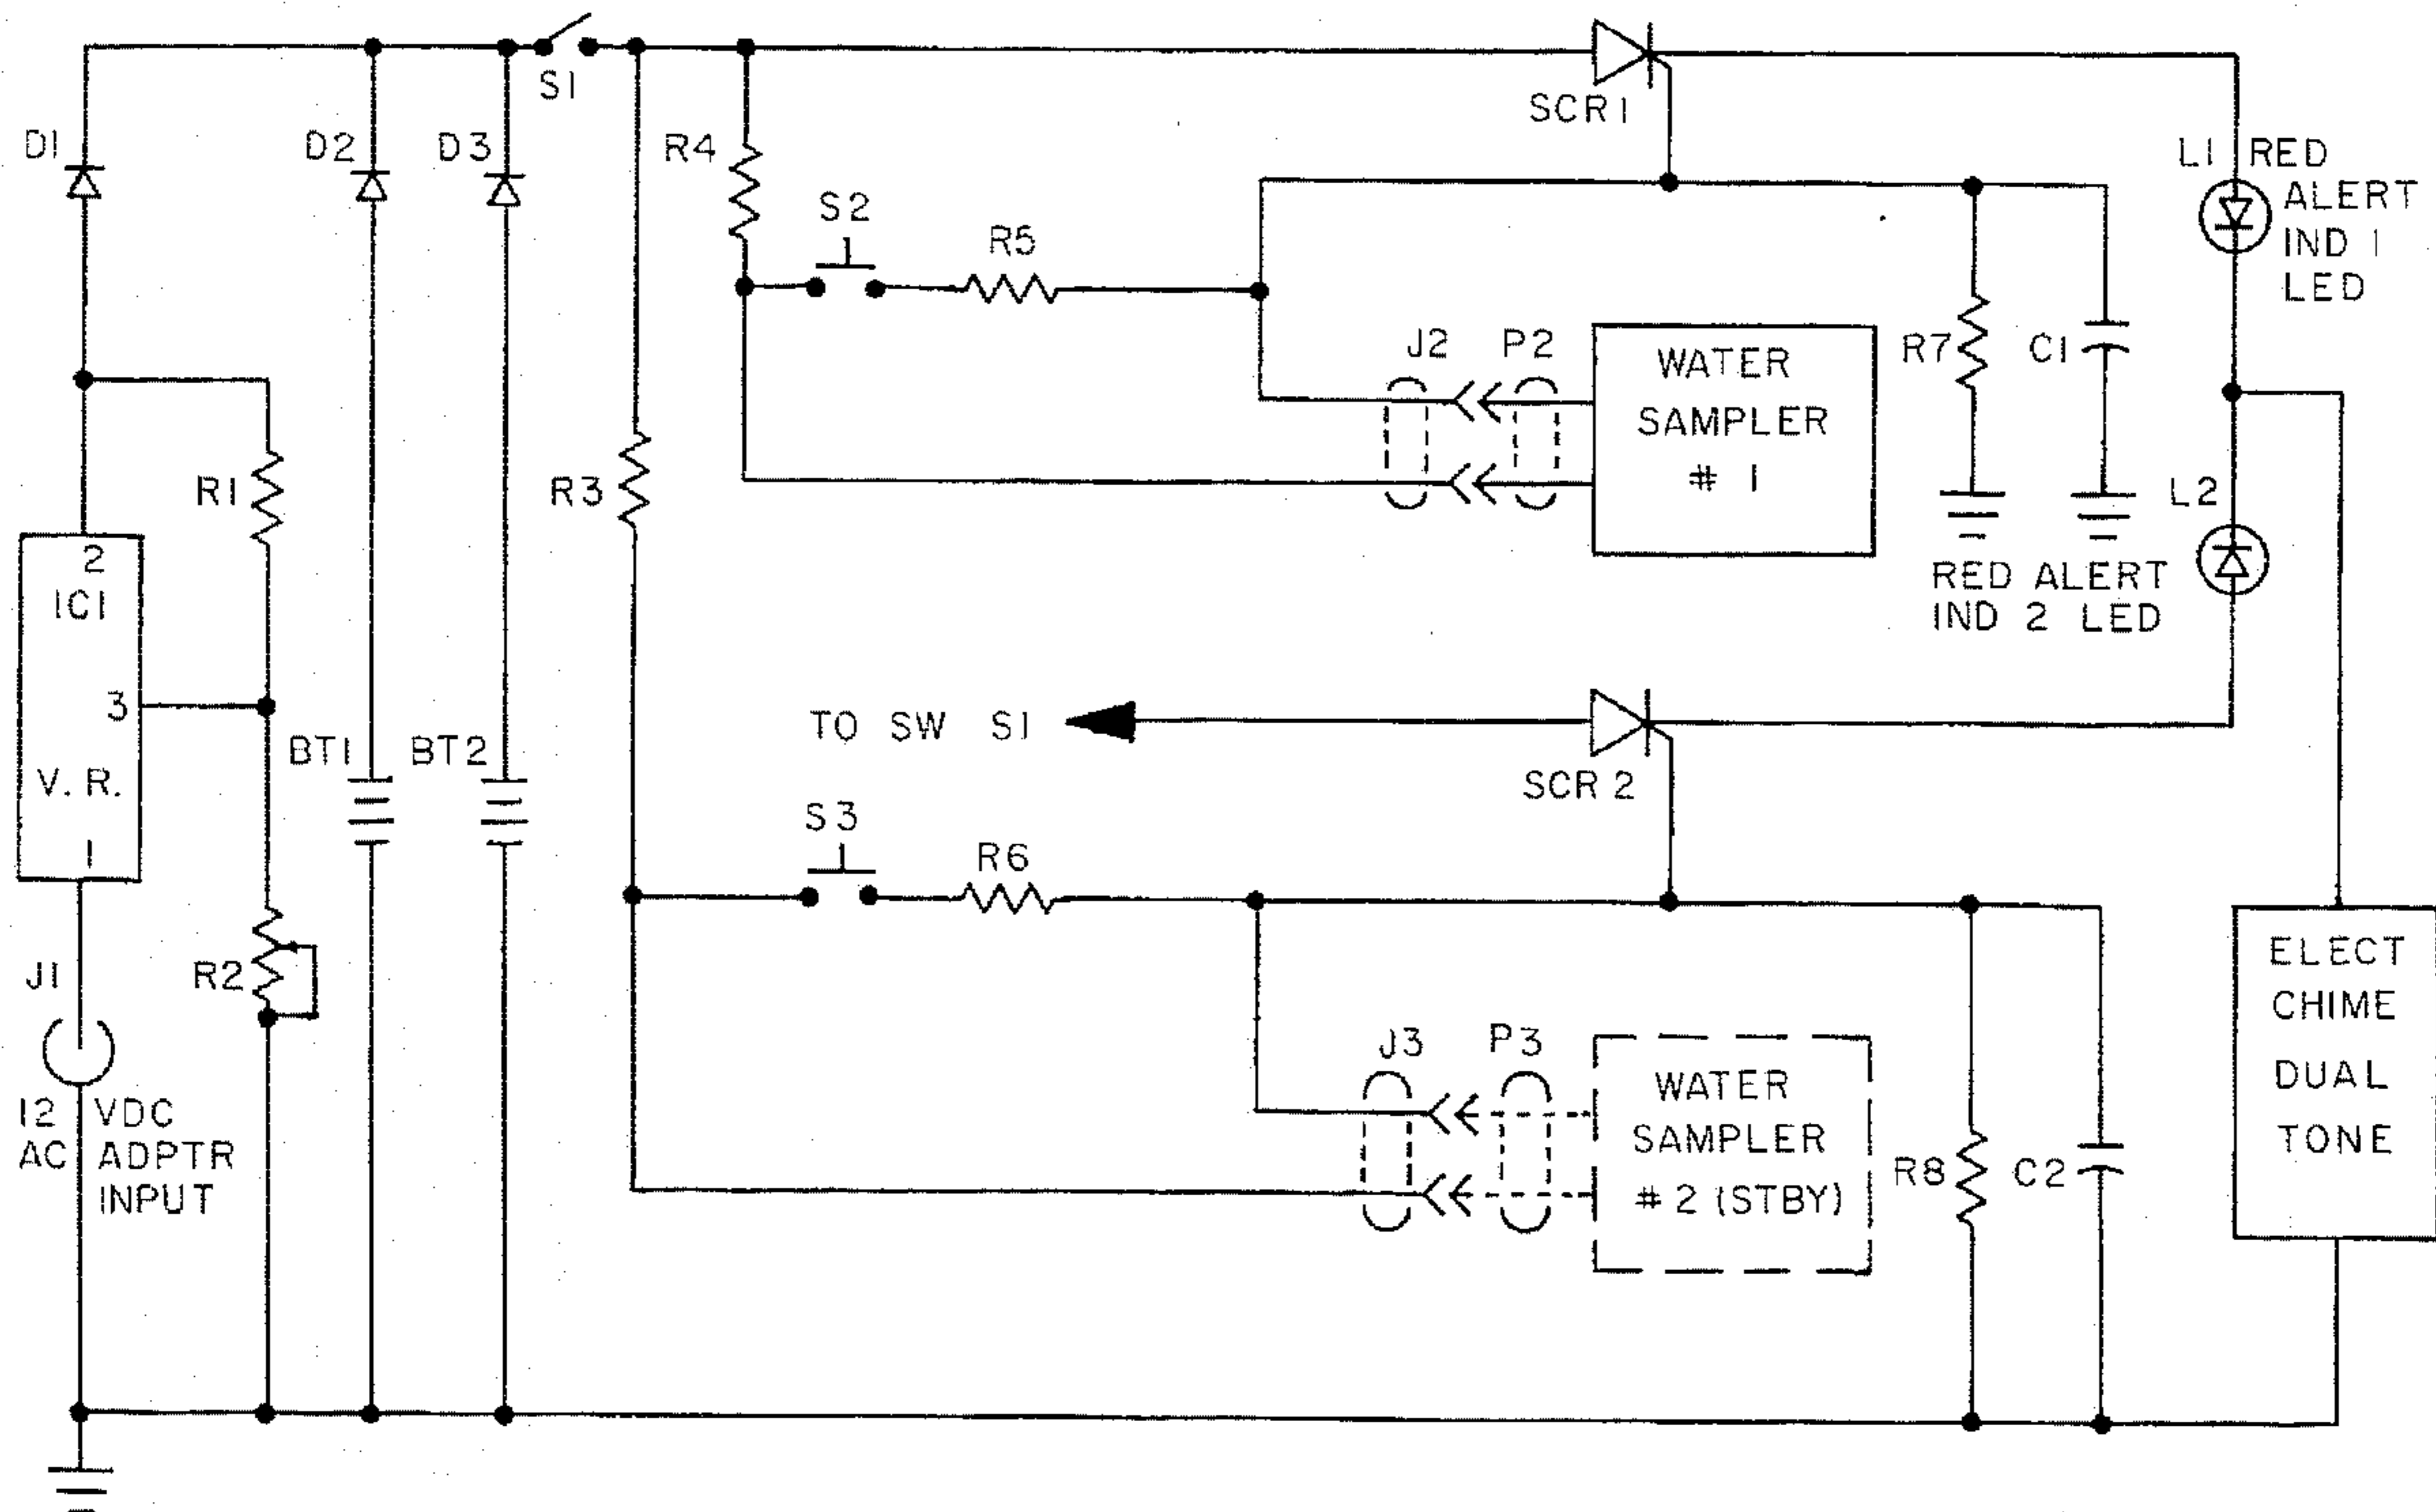 S1
SCR1
D1
D2
D3
R4
L1 RED
ALERT
IND 1
LED
S2
R5
J2
P2
WATER
SAMPLER
# 1
R7
C1
R1
R3
L2
2
IC1
3
V. R.
1
RED ALERT
IND 2 LED
TO SW S1
SCR 2
BT1
BT2
S3
R6
J1
R2
ELECT
CHIME
DUAL
TONE
J3
P3
WATER
SAMPLER
# 2 (STBY)
R8
C2
12 VDC
AC ADPTR
INPUT